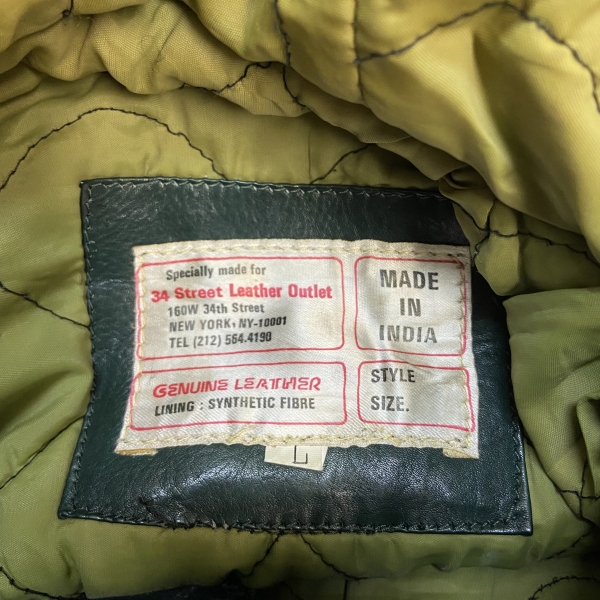 Specially made for
34 Street Leather Outlet
160W 34th Street
NEW YORK, NY-10001
TEL (212) 564.4190
MADE
IN
INDIA
GENUINE LEATHER
LINING : SYNTHETIC FIBRE
STYLE
SIZE.
L